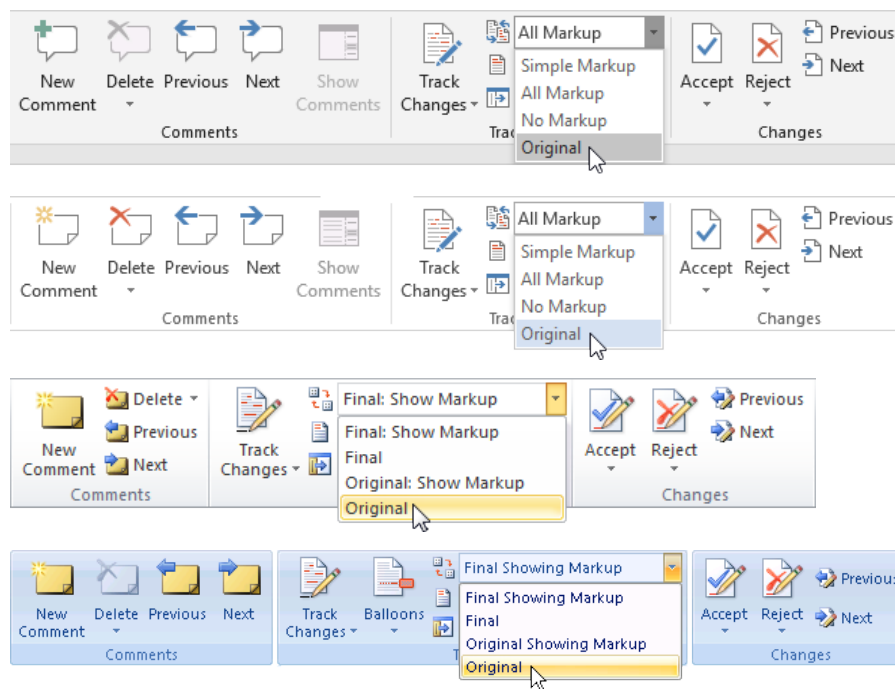 All Markup Previous
Simple Markup Next
New Delete Previous Next Show Track All Markup Accept Reject
Comment Comments Changes No Markup
Comments Original Changes
All Markup Previous
Simple Markup Next
New Delete Previous Next Show Track All Markup Accept Reject
Comment Comments Changes No Markup
Comments Original Changes
Delete Final: Show Markup Previous
Previous Final: Show Markup Next
New Track Final Accept Reject
Comment Next Changes Original: Show Markup
Comments Original Changes
Final Showing Markup
Final Showing Markup
New Delete Previous Next Track Balloons Final Accept Reject Next
Comment Changes Original Showing Markup
Comments Original Changes